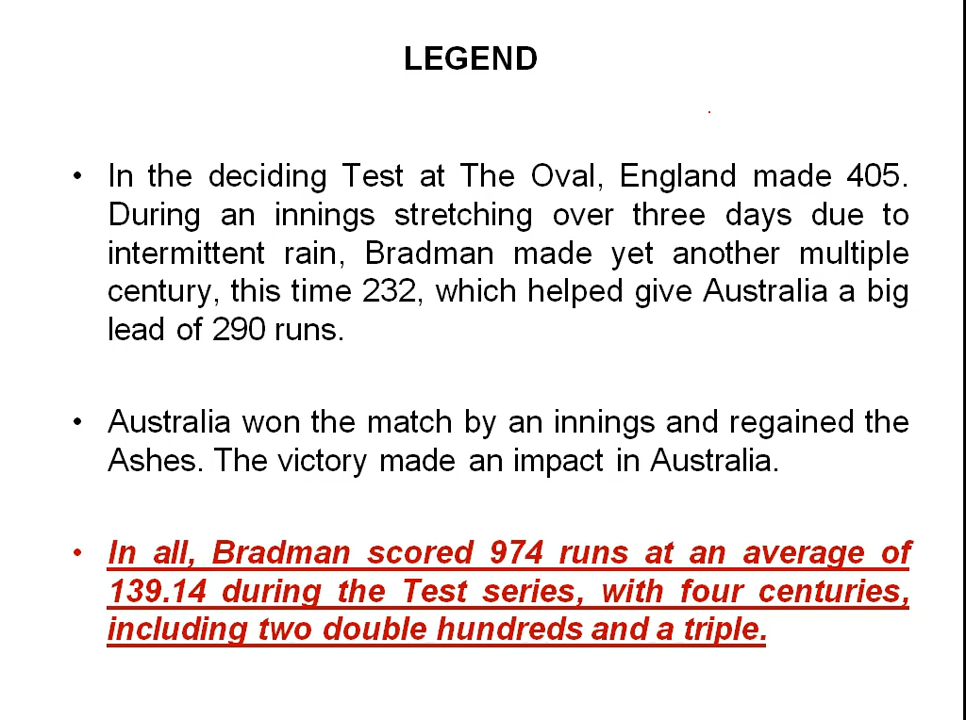 LEGEND
• In the deciding Test at The Oval, England made 405.
During an innings stretching over three days due to
intermittent rain, Bradman made yet another multiple
century, this time 232, which helped give Australia a big
lead of 290 runs.
• Australia won the match by an innings and regained the
Ashes. The victory made an impact in Australia.
• In all, Bradman scored 974 runs at an average of
139.14 during the Test series, with four centuries,
including two double hundreds and a triple.